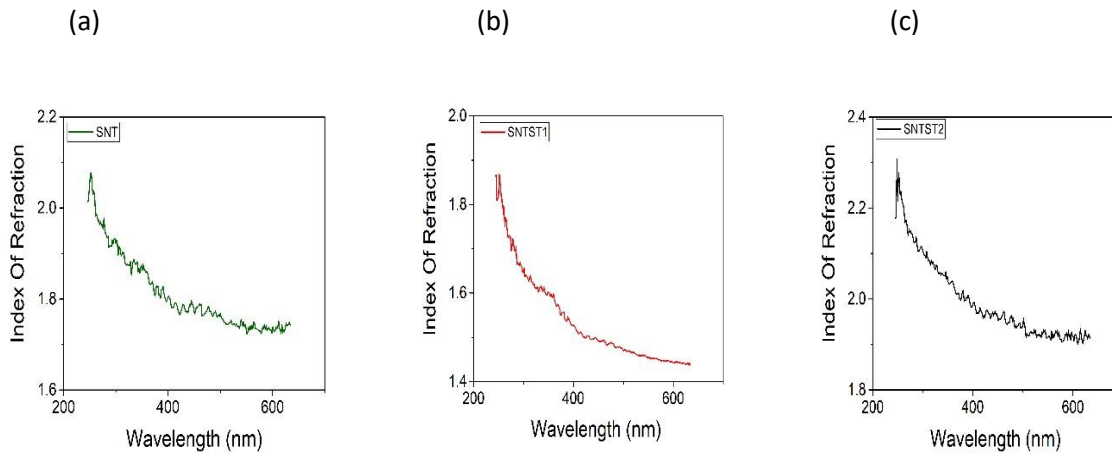 (a)
(b)
(c)
2.2
2.0
1.8
1.6
200
400
600
SNT
Index Of Refraction
Wavelength (nm)
2.0
1.8
1.6
1.4
200
400
600
SNTST1
Index Of Refraction
Wavelength (nm)
2.4
2.2
2.0
1.8
200
400
600
SNTST2
Index Of Refraction
Wavelength (nm)